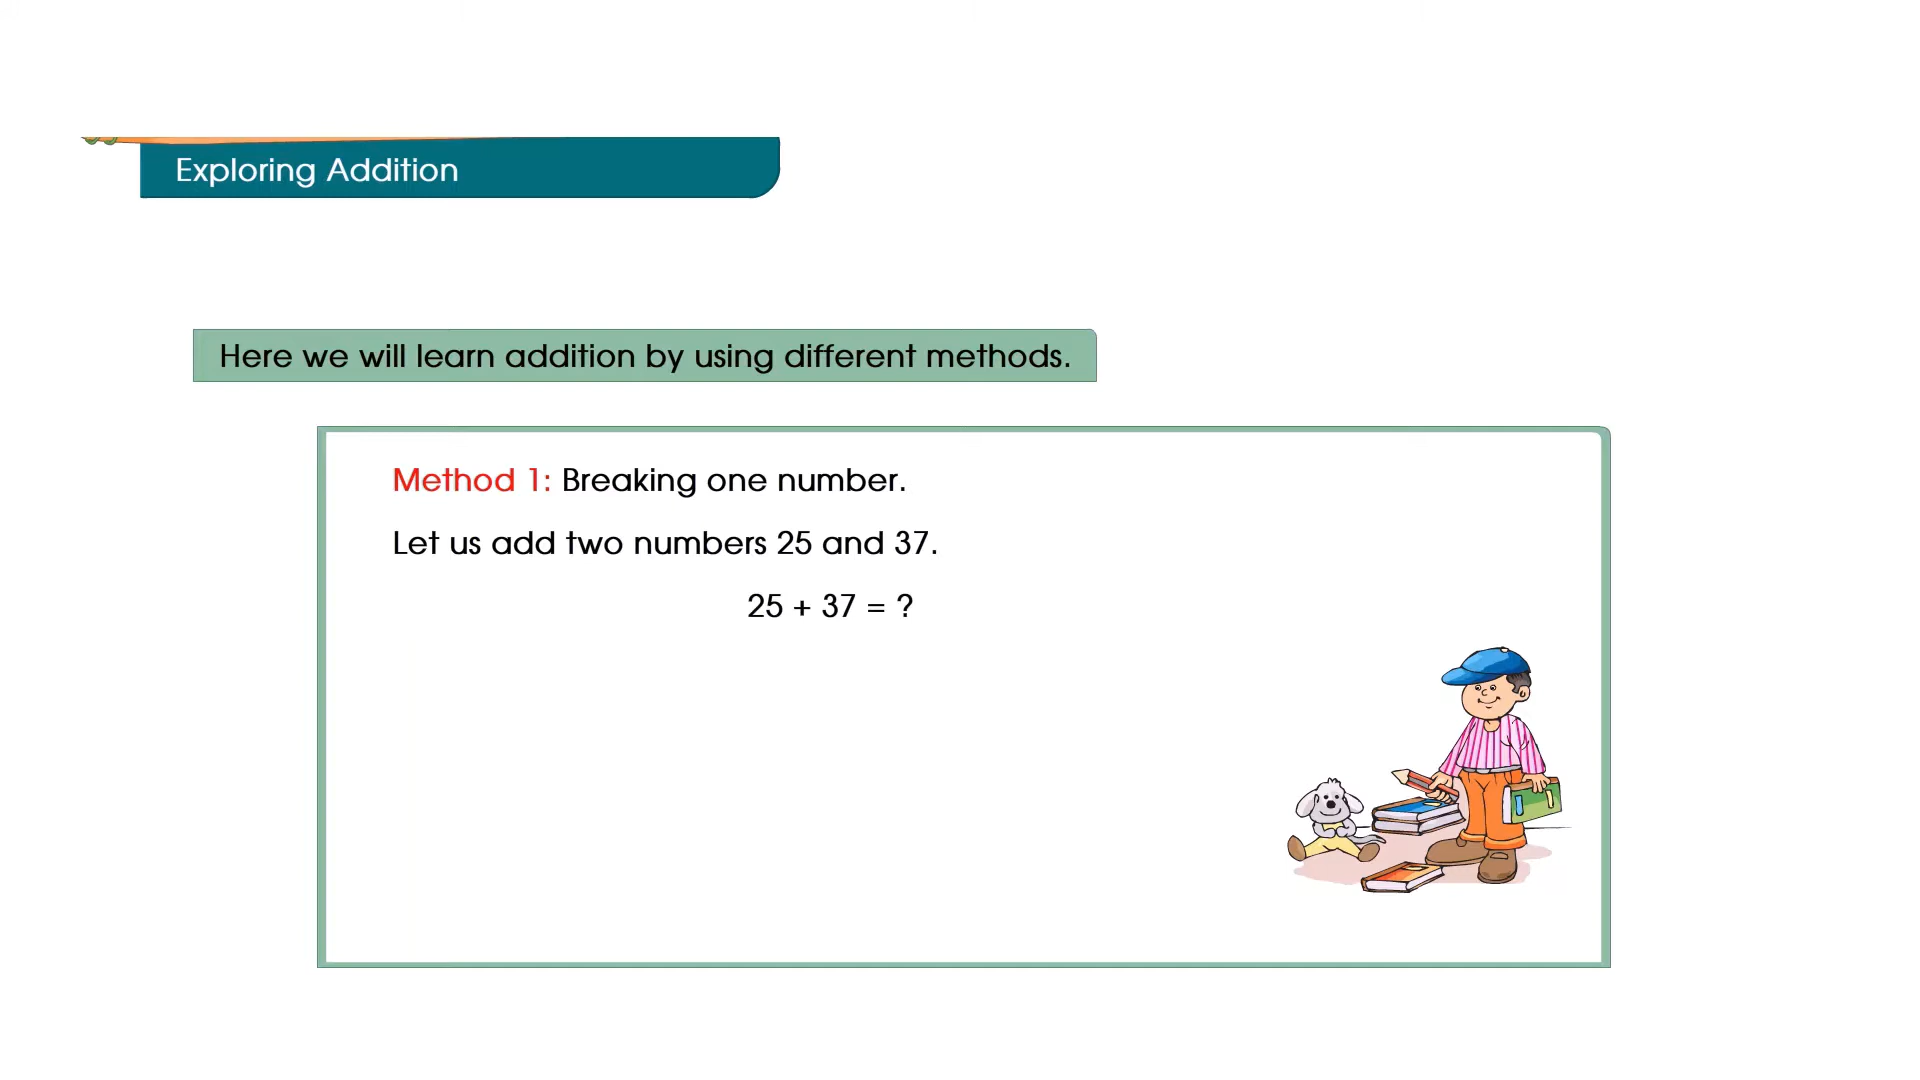 Exploring Addition
Here we will learn addition by using different methods.
Method 1: Breaking one number.
Let us add two numbers 25 and 37.
25 + 37 = ?